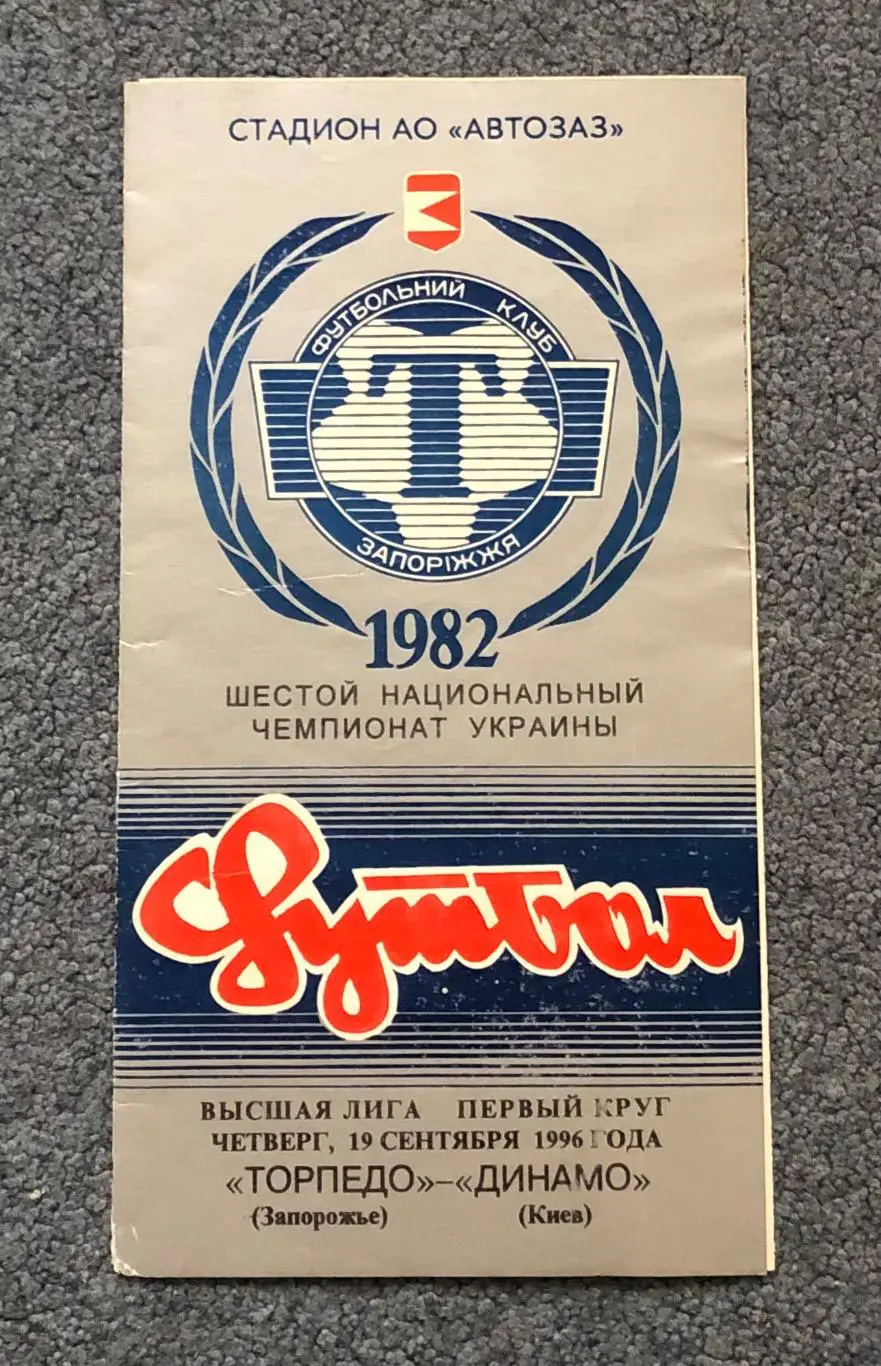 СТАДИОН АО «АВТОЗАЗ»
ФУТБОЛЬНИЙ КЛУБ
Т
ЗАПОРІЖЖЯ
1982
ШЕСТОЙ НАЦИОНАЛЬНЫЙ
ЧЕМПИОНАТ УКРАИНЫ
Футбол
ВЫСШАЯ ЛИГА ПЕРВЫЙ КРУГ
ЧЕТВЕРГ, 19 СЕНТЯБРЯ 1996 ГОДА
«ТОРПЕДО»–«ДИНАМО»
(Запорожье) (Киев)